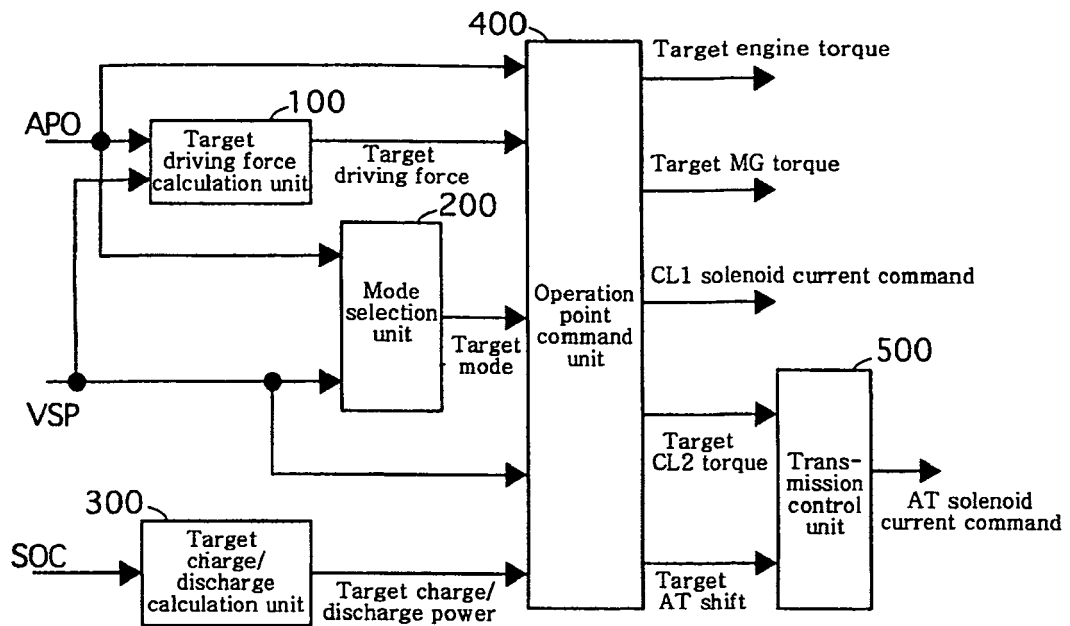 400
Target engine torque
100
APO
Target
driving force
calculation unit
Target
driving force
Target MG torque
200
Mode
selection
unit
Target
mode
Operation
point
command
unit
CL1 solenoid current command
500
VSP
Target
CL2 torque
Trans-
mission
control
unit
AT solenoid
current command
300
SOC
Target
charge/
discharge
calculation unit
Target charge/
discharge power
Target
AT shift